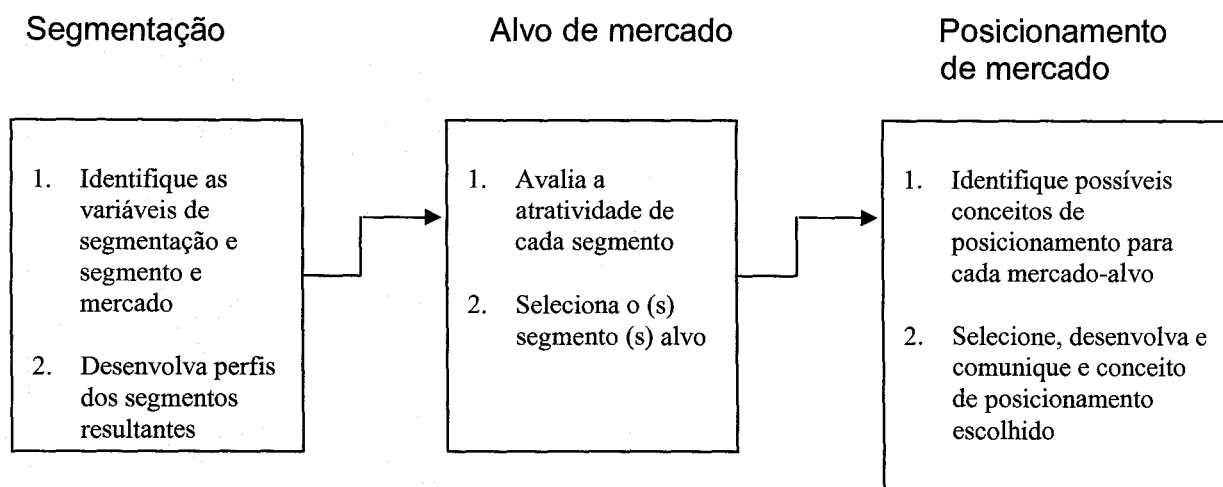 Segmentação
1. Identifique as
variáveis de
segmentação e
segmento e
mercado
2. Desenvolva perfis
dos segmentos
resultantes
Alvo de mercado
1. Avalia a
atratividade de
cada segmento
2. Seleciona o (s)
segmento (s) alvo
Posicionamento
de mercado
1. Identifique possíveis
conceitos de
posicionamento para
cada mercado-alvo
2. Selecione, desenvolva e
comunique e conceito
de posicionamento
escolhido